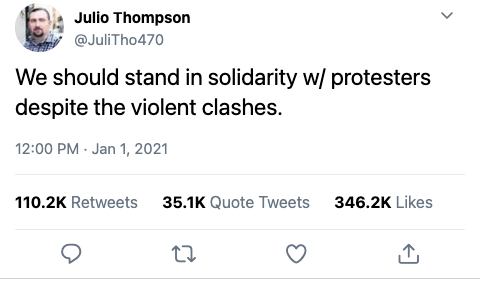 Julio Thompson
@JuliTho470
We should stand in solidarity w/ protesters
despite the violent clashes.
12:00 PM · Jan 1, 2021
110.2K Retweets 35.1K Quote Tweets 346.2K Likes